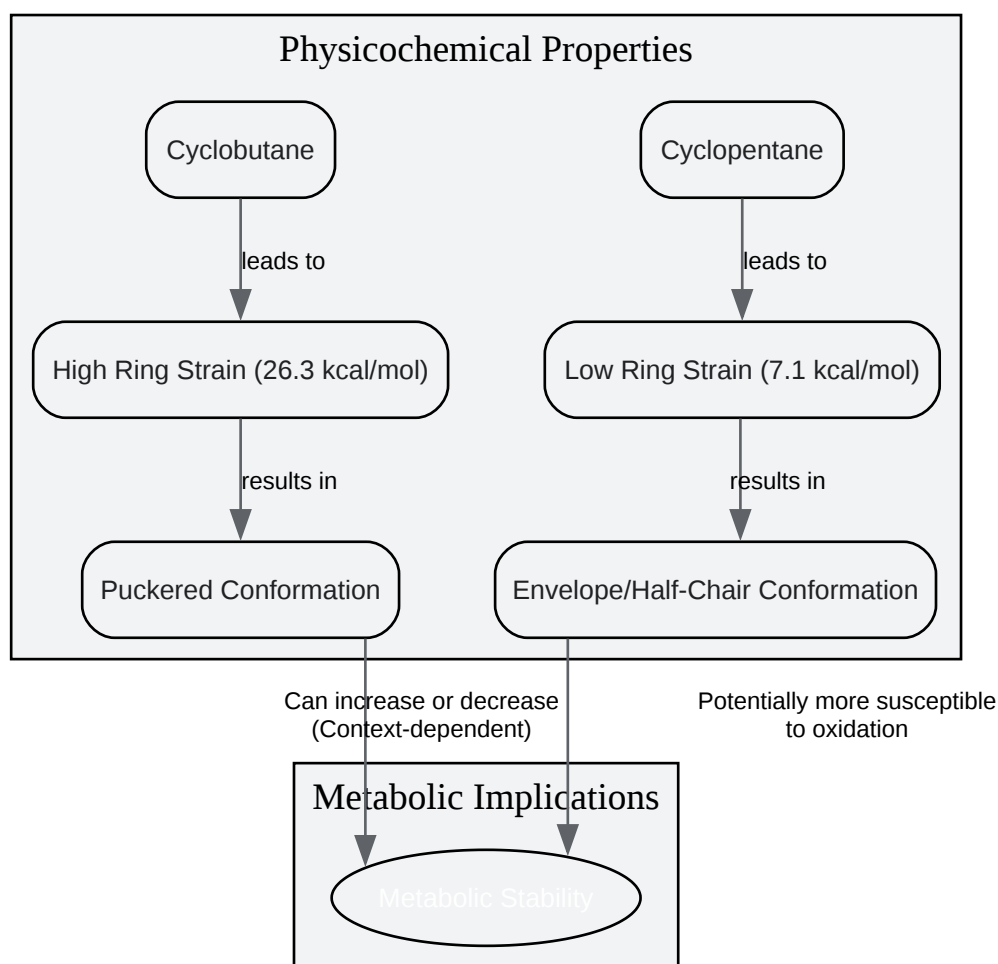 Physicochemical Properties
Cyclobutane
Cyclopentane
leads to
leads to
High Ring Strain (26.3 kcal/mol)
Low Ring Strain (7.1 kcal/mol)
results in
results in
Puckered Conformation
Envelope/Half-Chair Conformation
Can increase or decrease
(Context-dependent)
Potentially more susceptible
to oxidation
Metabolic Implications
Metabolic Stability